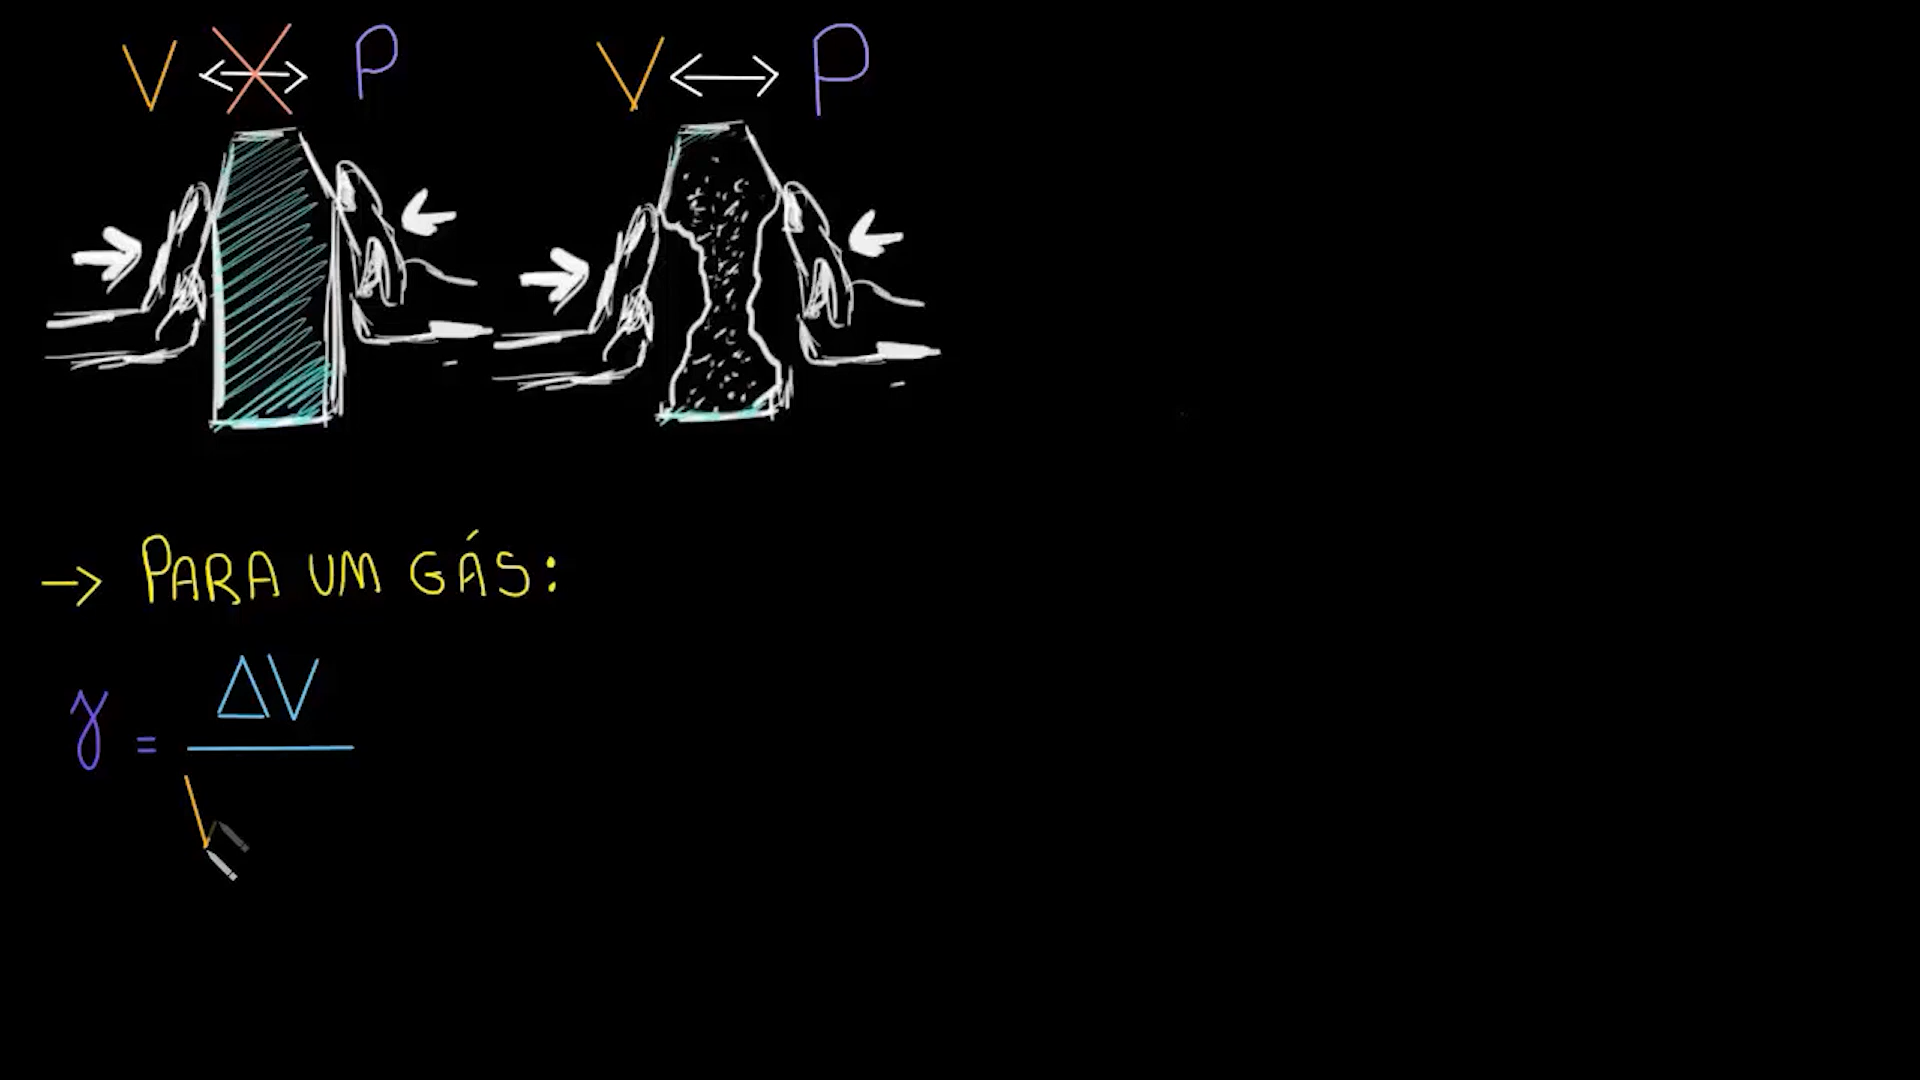 V ↔ P V ↔ P
→ PARA UM GÁS:
γ = ΔV
V